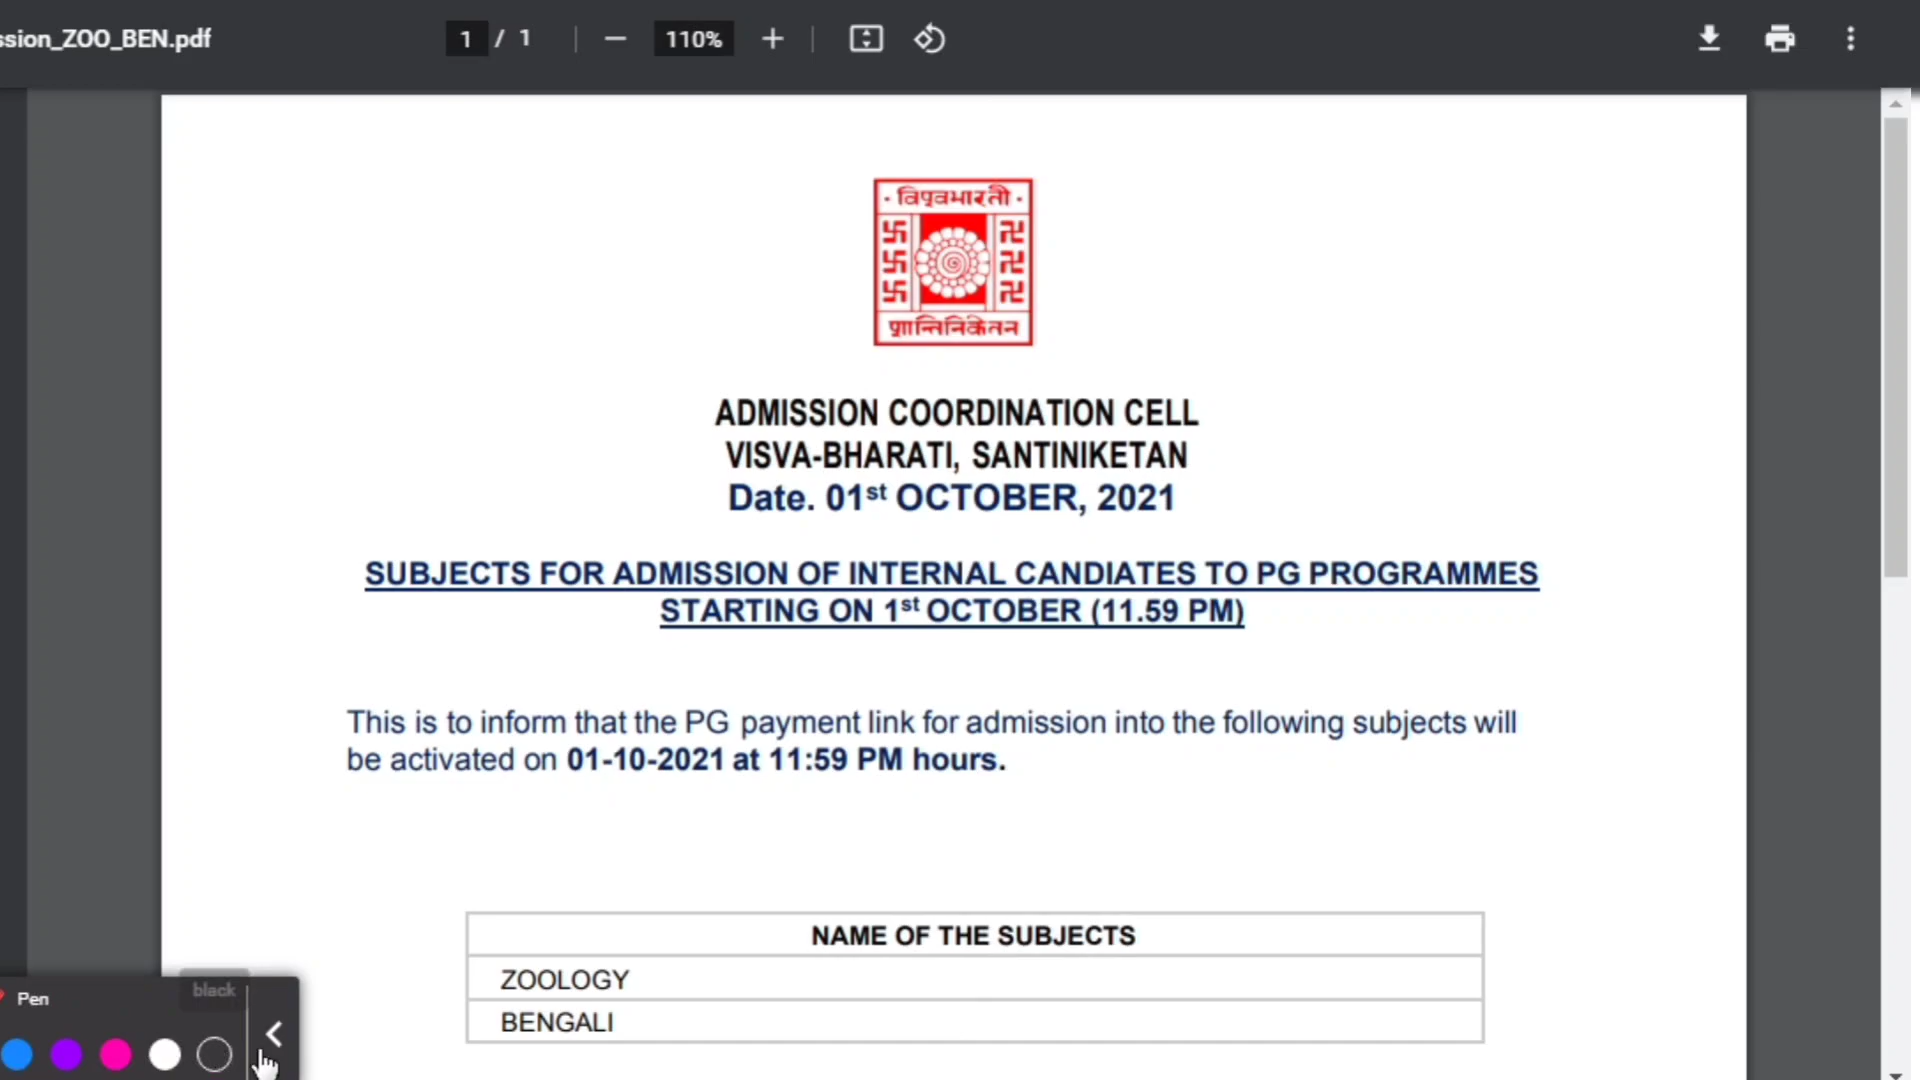 ssion_ZOO_BEN.pdf
1 / 1
110%
विश्वभारती
शान्तिनिकेतन
ADMISSION COORDINATION CELL
VISVA-BHARATI, SANTINIKETAN
Date. 01st OCTOBER, 2021
SUBJECTS FOR ADMISSION OF INTERNAL CANDIATES TO PG PROGRAMMES
STARTING ON 1st OCTOBER (11.59 PM)
This is to inform that the PG payment link for admission into the following subjects will
be activated on 01-10-2021 at 11:59 PM hours.
NAME OF THE SUBJECTS
ZOOLOGY
BENGALI
Pen
black